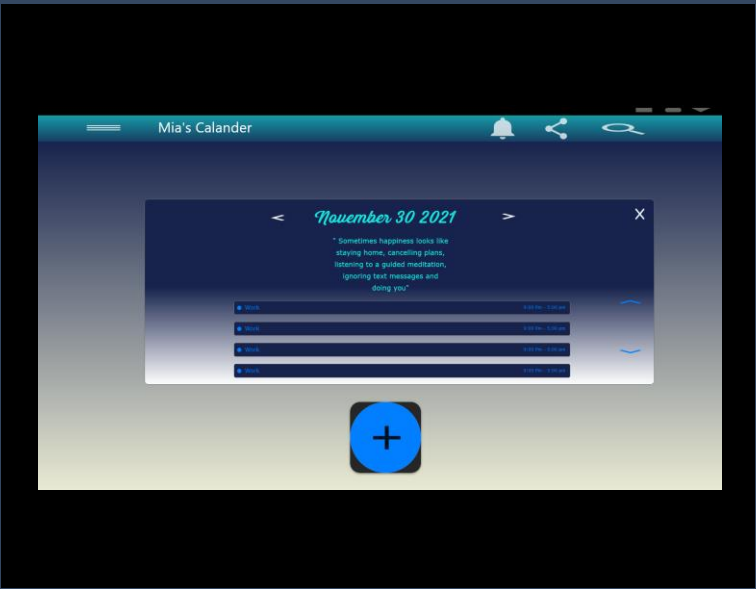 Mia's Calander
< November 30 2021 > X
" Sometimes happiness looks like
staying home, cancelling plans,
listening to a guided meditation,
ignoring text messages and
doing you"
Work
Work
Work
Work